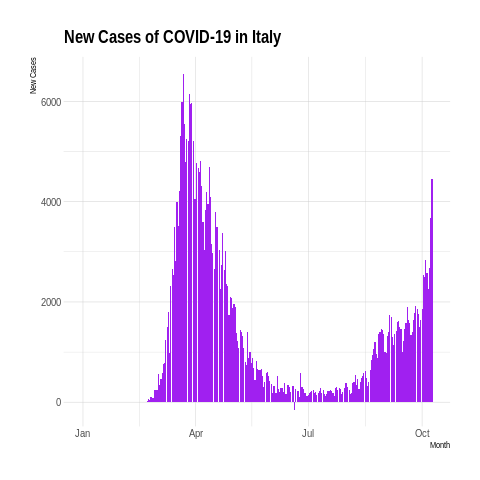 New Cases of COVID-19 in Italy
New Cases
6000
4000
2000
0
Jan Apr Jul Oct
Month